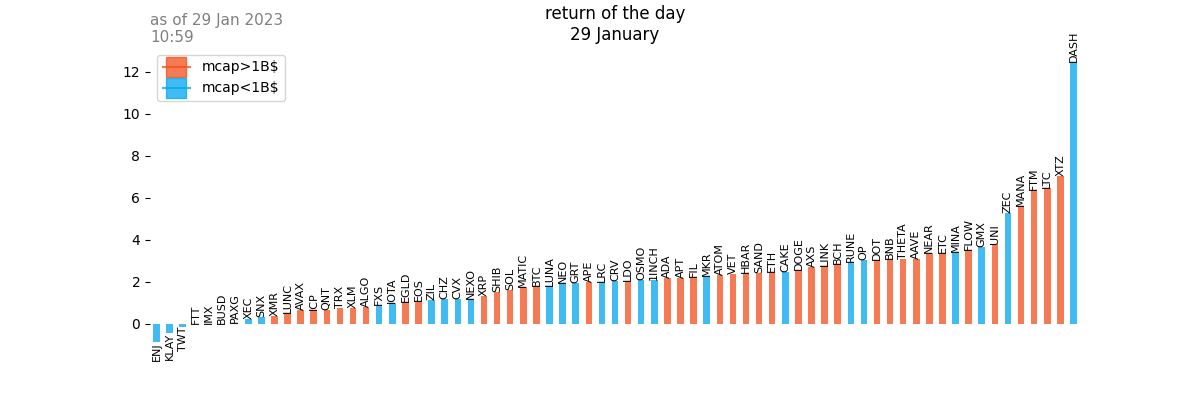 as of 29 Jan 2023
10:59
return of the day
29 January
mcap>1B$
mcap<1B$
12
10
8
6
4
2
0
ENJ
KLAY
TWT
FTT
IMX
BUSD
PAXG
XEC
SNX
XMR
LUNC
AVAX
ICP
QNT
TRX
XLM
ALGO
FXS
IOTA
EGLD
EOS
ZIL
CHZ
CVX
NEXO
XRP
SHIB
SOL
MATIC
BTC
LUNA
NEO
GRT
APE
LRC
CRV
LDO
OSMO
1INCH
ADA
APT
FIL
MKR
ATOM
VET
HBAR
SAND
ETH
CAKE
DOGE
AXS
LINK
BCH
RUNE
OP
DOT
BNB
THETA
AAVE
NEAR
ETC
MINA
FLOW
GMX
UNI
ZEC
MANA
FTM
LTC
XTZ
DASH